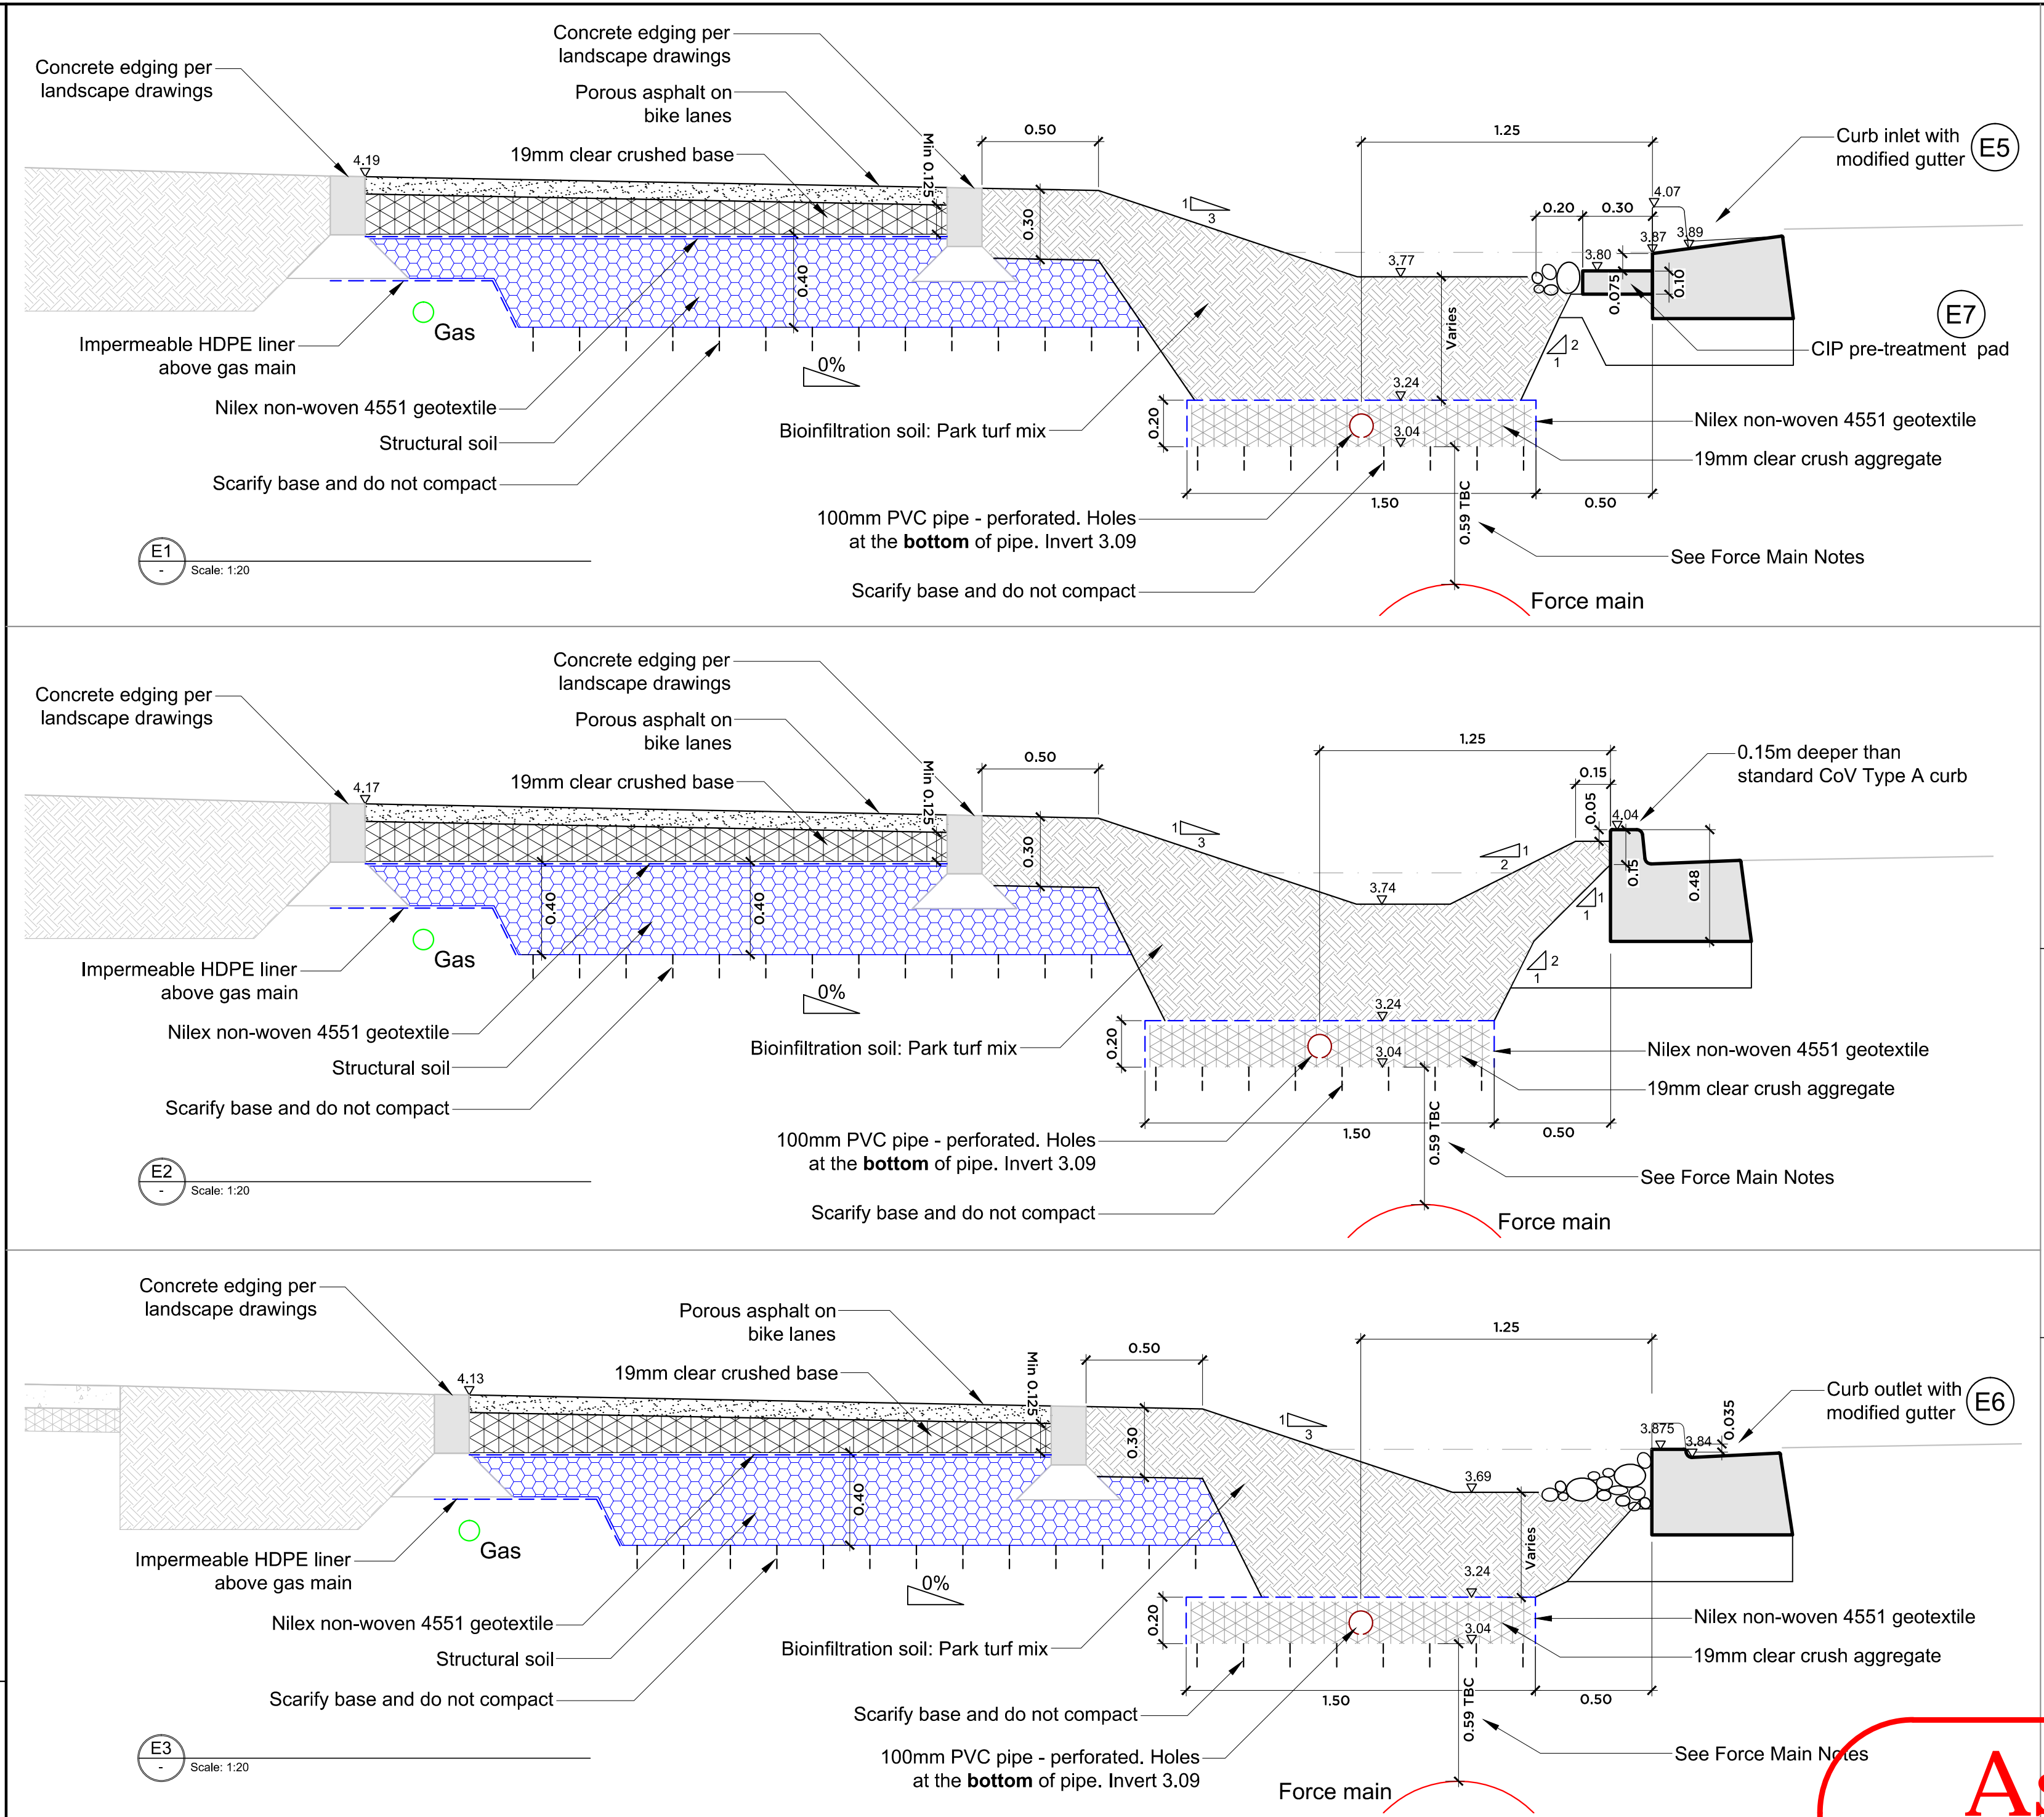 Concrete edging per
landscape drawings
Concrete edging per
landscape drawings
Porous asphalt on
bike lanes
19mm clear crushed base
Min 0.125
0.50
1.25
Curb inlet with
modified gutter
E5
4.19
0.30
1
3
0.20
0.30
4.07
3.87
3.89
3.80
3.77
0.075
0.10
0.40
Varies
E7
Gas
Impermeable HDPE liner
above gas main
0%
2
1
CIP pre-treatment pad
Nilex non-woven 4551 geotextile
Structural soil
Scarify base and do not compact
Bioinfiltration soil: Park turf mix
0.20
3.24
3.04
Nilex non-woven 4551 geotextile
19mm clear crush aggregate
1.50
0.50
0.59 TBC
100mm PVC pipe - perforated. Holes
at the bottom of pipe. Invert 3.09
See Force Main Notes
Scarify base and do not compact
Force main
E1
-
Scale: 1:20
Concrete edging per
landscape drawings
Concrete edging per
landscape drawings
Porous asphalt on
bike lanes
19mm clear crushed base
Min 0.125
0.50
1.25
0.15m deeper than
standard CoV Type A curb
4.17
0.30
1
3
1
2
0.15
0.05
4.04
0.15
0.48
3.74
0.40
0.40
1
1
2
1
Gas
Impermeable HDPE liner
above gas main
0%
Nilex non-woven 4551 geotextile
Structural soil
Scarify base and do not compact
Bioinfiltration soil: Park turf mix
0.20
3.24
3.04
Nilex non-woven 4551 geotextile
19mm clear crush aggregate
1.50
0.50
0.59 TBC
100mm PVC pipe - perforated. Holes
at the bottom of pipe. Invert 3.09
See Force Main Notes
Scarify base and do not compact
Force main
E2
-
Scale: 1:20
Concrete edging per
landscape drawings
Porous asphalt on
bike lanes
19mm clear crushed base
Min 0.125
0.50
1.25
Curb outlet with
modified gutter
E6
4.13
0.30
1
3
3.875
3.84
0.035
3.69
0.40
Varies
Gas
Impermeable HDPE liner
above gas main
0%
Nilex non-woven 4551 geotextile
Structural soil
Scarify base and do not compact
Bioinfiltration soil: Park turf mix
0.20
3.24
3.04
Nilex non-woven 4551 geotextile
19mm clear crush aggregate
1.50
0.50
0.59 TBC
Scarify base and do not compact
100mm PVC pipe - perforated. Holes
at the bottom of pipe. Invert 3.09
See Force Main Notes
Force main
E3
-
Scale: 1:20